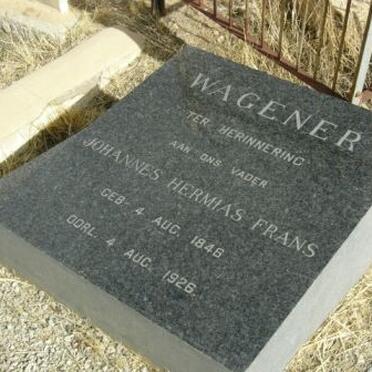 WAGENER
TER HERINNERING
AAN ONS VADER
JOHANNES HERMIAS FRANS
GEB. 4 AUG. 1846
OORL. 4 AUG. 1926.